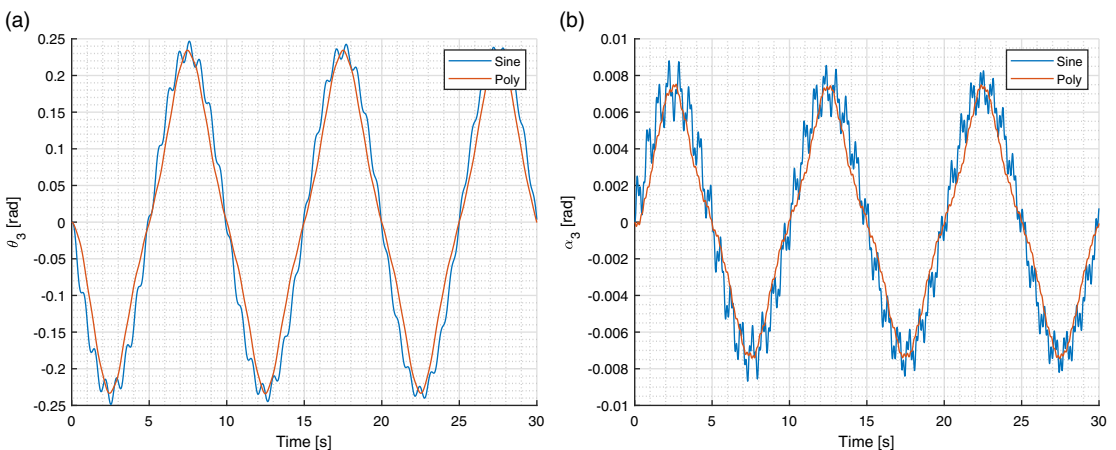 (a)
0.25
0.2
0.15
0.1
0.05
0
-0.05
-0.1
-0.15
-0.2
-0.25
θ3 [rad]
0 5 10 15 20 25 30
Time [s]
Sine
Poly
(b)
0.01
0.008
0.006
0.004
0.002
0
-0.002
-0.004
-0.006
-0.008
-0.01
α3 [rad]
0 5 10 15 20 25 30
Time [s]
Sine
Poly